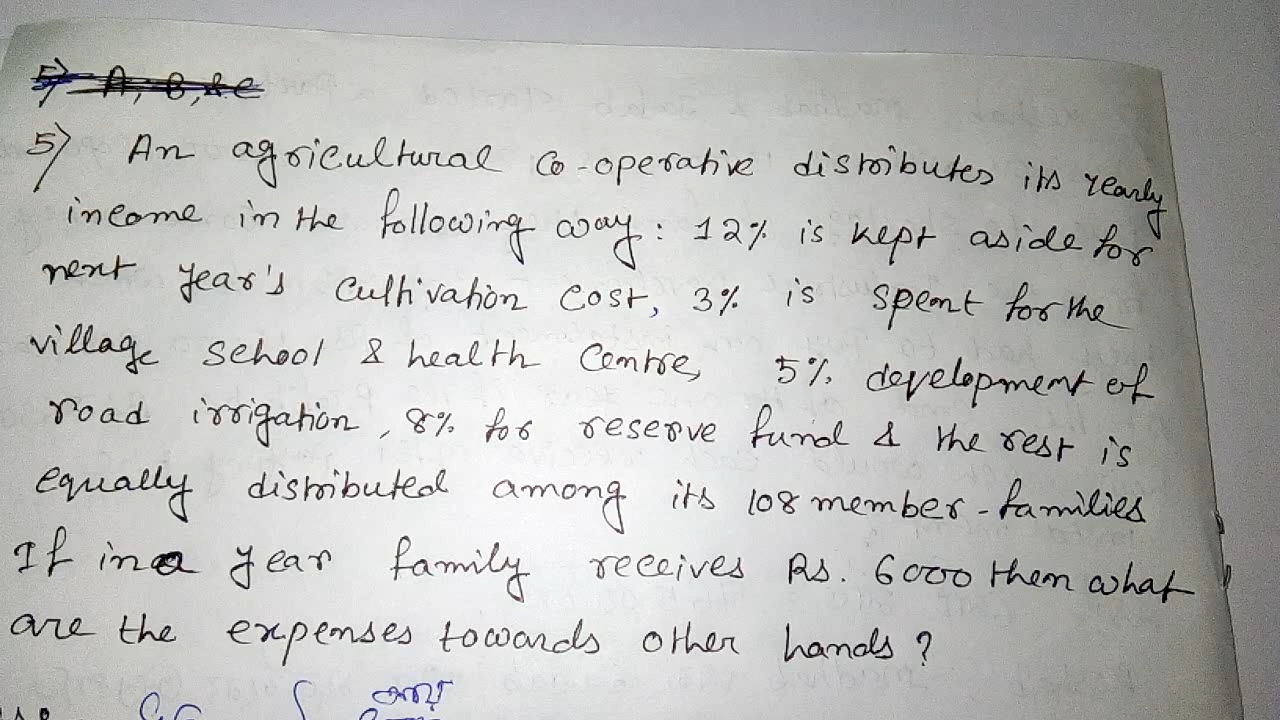 5) An agricultural co-operative distributes its yearly
income in the following way: 12% is kept aside for
next year's cultivation cost, 3% is spent for the
village school & health centre, 5% development of
road irrigation, 8% for reserve fund & the rest is
equally distributed among its 108 member-families
If in a year family receives Rs. 6000 then what
are the expenses towards other hands?